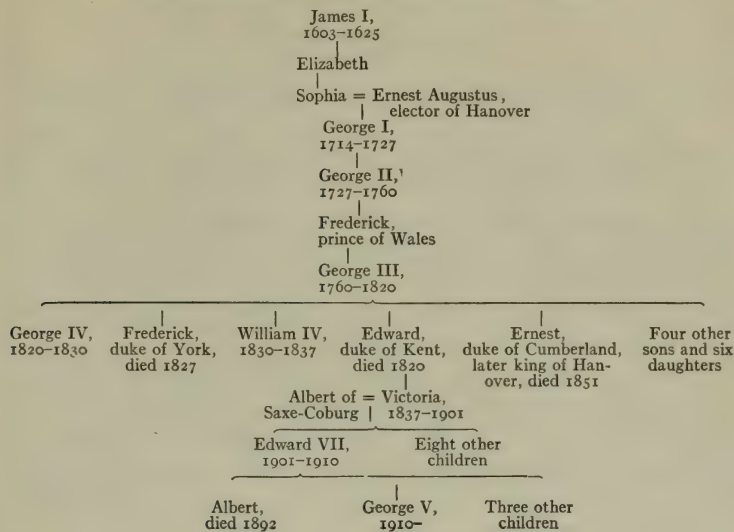 James I,
1603–1625
Elizabeth
Sophia = Ernest Augustus,
elector of Hanover
George I,
1714–1727
George II,
1727–1760
Frederick,
prince of Wales
George III,
1760–1820
George IV,
1820–1830
Frederick,
duke of York,
died 1827
William IV,
1830–1837
Edward,
duke of Kent,
died 1820
Ernest,
duke of Cumberland,
later king of Han-
over, died 1851
Four other
sons and six
daughters
Albert of = Victoria,
Saxe-Coburg | 1837–1901
Edward VII,
1901–1910
Eight other
children
Albert,
died 1892
George V,
1910–
Three other
children